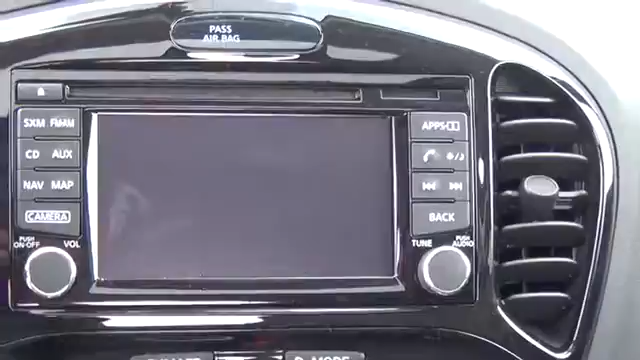 PASS
AIR BAG
SXM FM·AM
CD AUX
NAV MAP
CAMERA
PUSH
ON·OFF
VOL
APPS
BACK
TUNE
PUSH
AUDIO
D-MODE